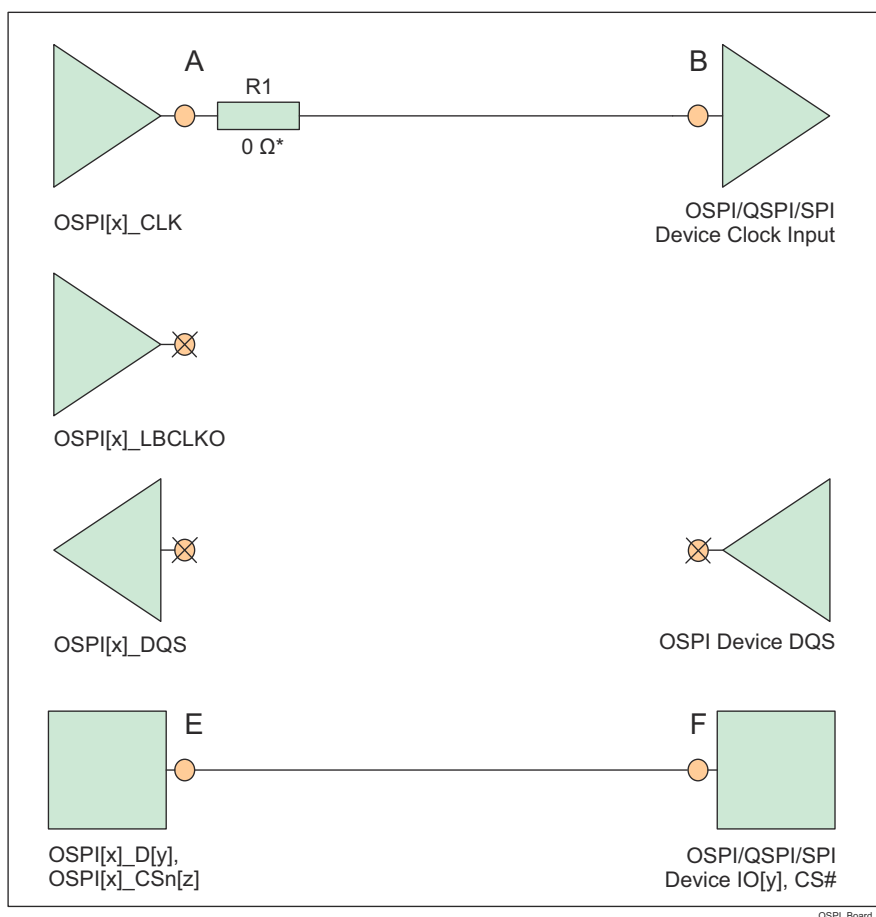 A
B
R1
0 Ω*
OSPI[x]_CLK
OSPI/QSPI/SPI
Device Clock Input
OSPI[x]_LBCLKO
OSPI[x]_DQS
OSPI Device DQS
E
F
OSPI[x]_D[y],
OSPI[x]_CSn[z]
OSPI/QSPI/SPI
Device IO[y], CS#
OSPI_Board